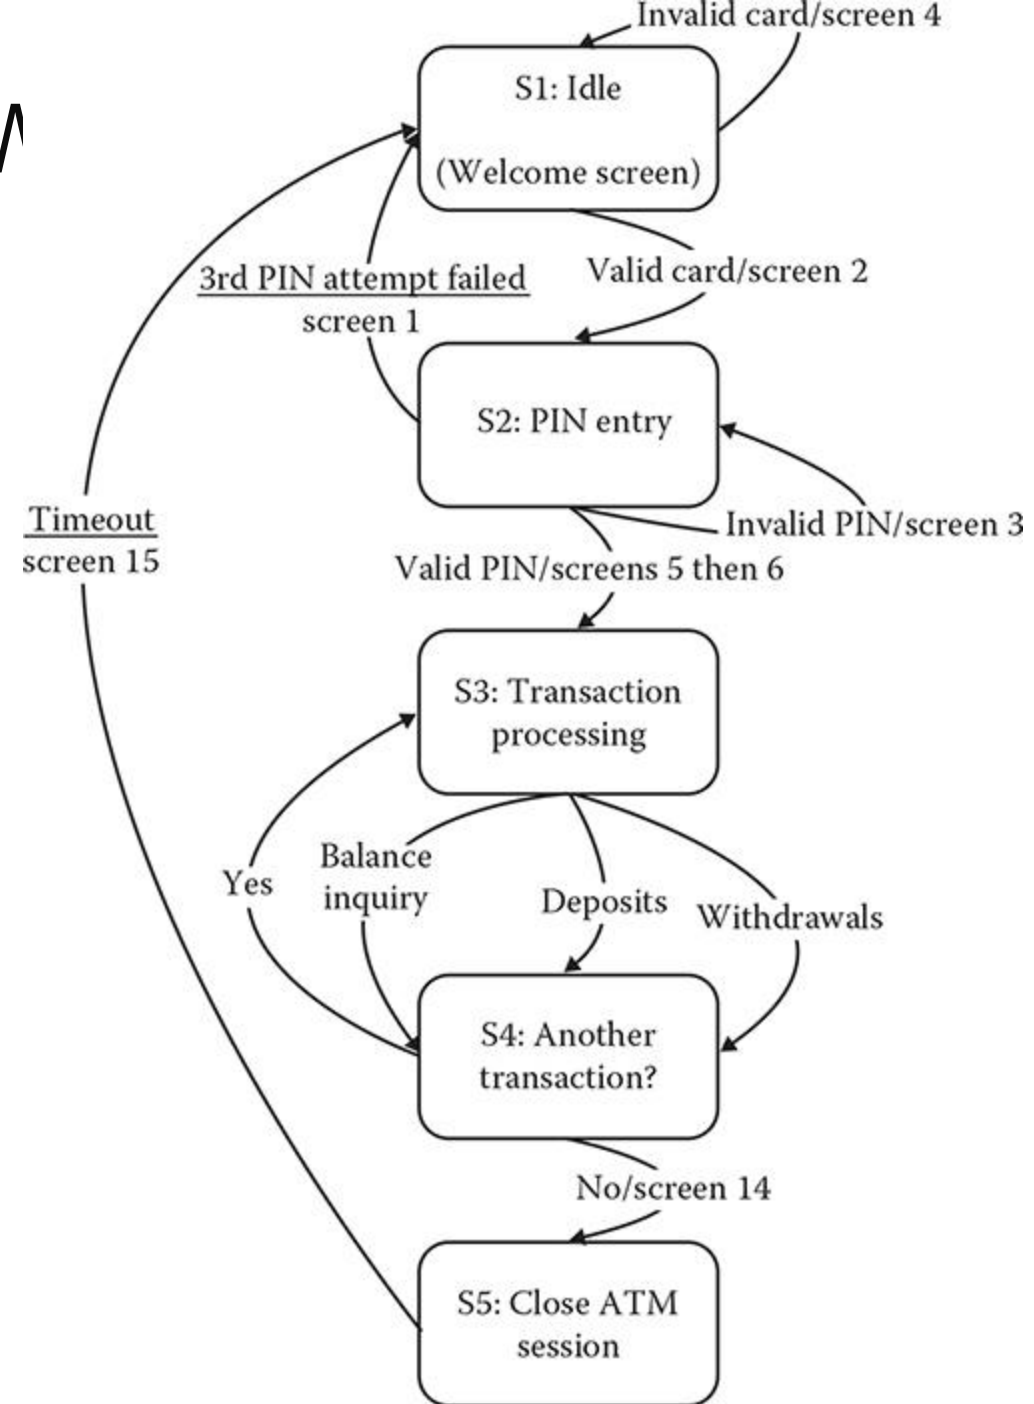 Invalid card/screen 4
S1: Idle
(Welcome screen)
Valid card/screen 2
3rd PIN attempt failed
screen 1
S2: PIN entry
Timeout
screen 15
Invalid PIN/screen 3
Valid PIN/screens 5 then 6
S3: Transaction
processing
Yes
Balance
inquiry
Deposits
Withdrawals
S4: Another
transaction?
No/screen 14
S5: Close ATM
session